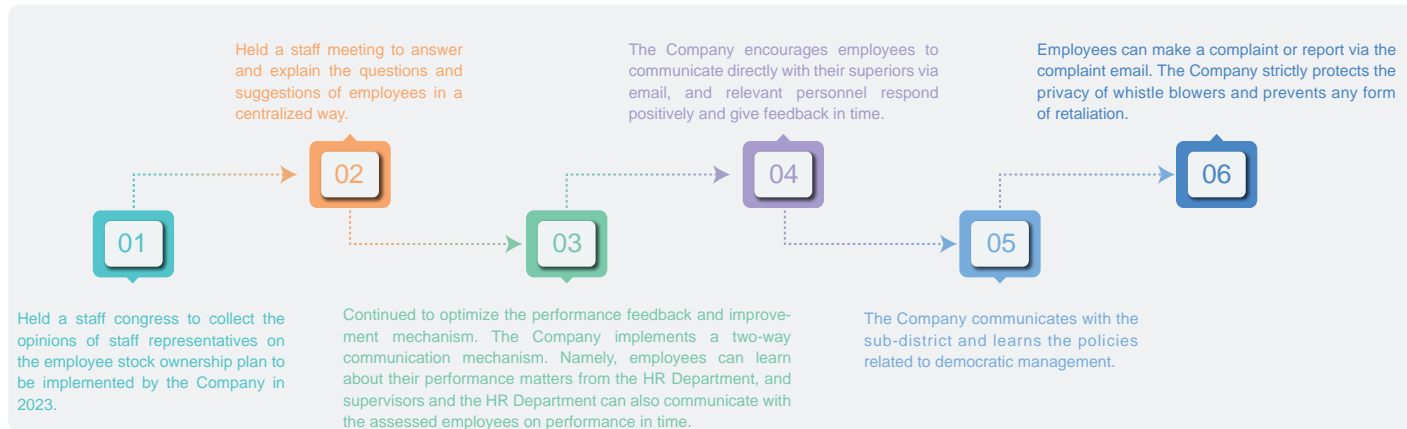 Held a staff meeting to answer
and explain the questions and
suggestions of employees in a
centralized way.
The Company encourages employees to
communicate directly with their superiors via
email, and relevant personnel respond
positively and give feedback in time.
Employees can make a complaint or report via the
complaint email. The Company strictly protects the
privacy of whistle blowers and prevents any form
of retaliation.
02
04
06
01
03
05
Held a staff congress to collect the
opinions of staff representatives on
the employee stock ownership plan to
be implemented by the Company in
2023.
Continued to optimize the performance feedback and improve-
ment mechanism. The Company implements a two-way
communication mechanism. Namely, employees can learn
about their performance matters from the HR Department, and
supervisors and the HR Department can also communicate with
the assessed employees on performance in time.
The Company communicates with the
sub-district and learns the policies
related to democratic management.